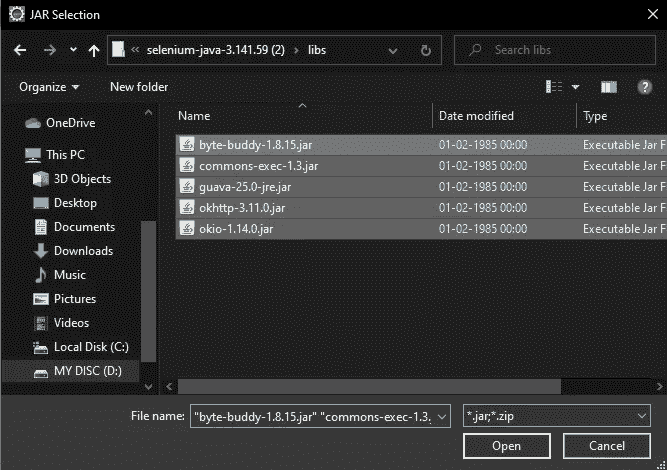 JAR Selection
« selenium-java-3.141.59 (2) › libs
Search libs
Organize New folder
Name Date modified Type
byte-buddy-1.8.15.jar 01-02-1985 00:00 Executable Jar F
commons-exec-1.3.jar 01-02-1985 00:00 Executable Jar F
guava-25.0-jre.jar 01-02-1985 00:00 Executable Jar F
okhttp-3.11.0.jar 01-02-1985 00:00 Executable Jar F
okio-1.14.0.jar 01-02-1985 00:00 Executable Jar F
OneDrive
This PC
3D Objects
Desktop
Documents
Downloads
Music
Pictures
Videos
Local Disk (C:)
MY DISC (D:)
File name: "byte-buddy-1.8.15.jar" "commons-exec-1.3. *.jar;*.zip
Open Cancel